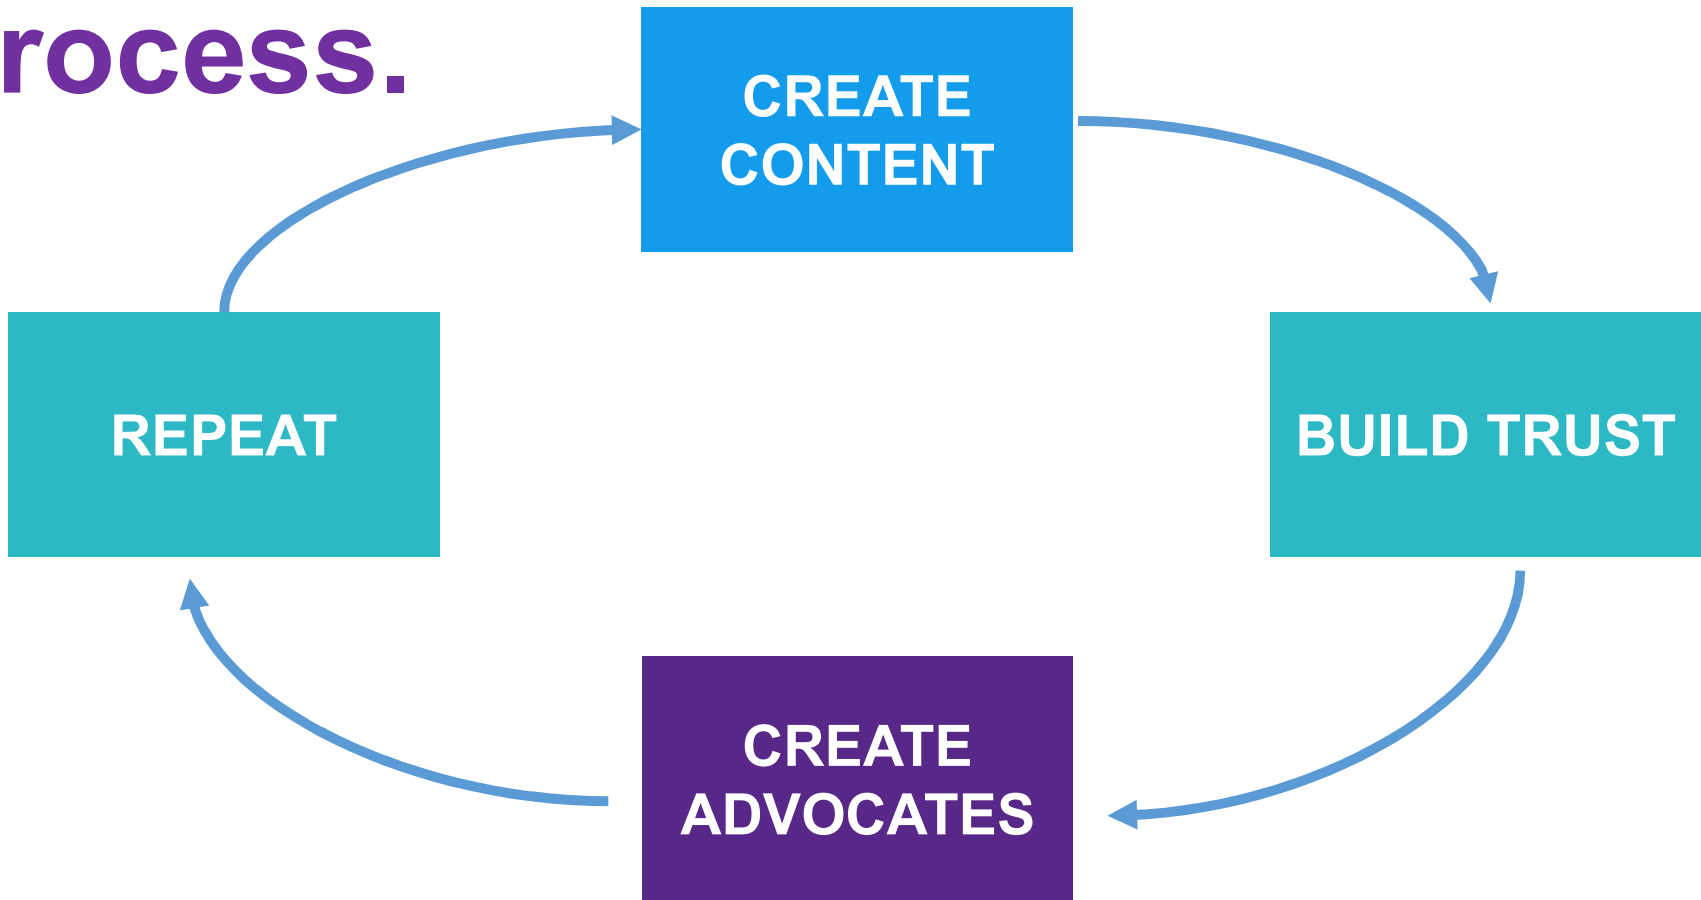 rocess.
CREATE
CONTENT
REPEAT
BUILD TRUST
CREATE
ADVOCATES